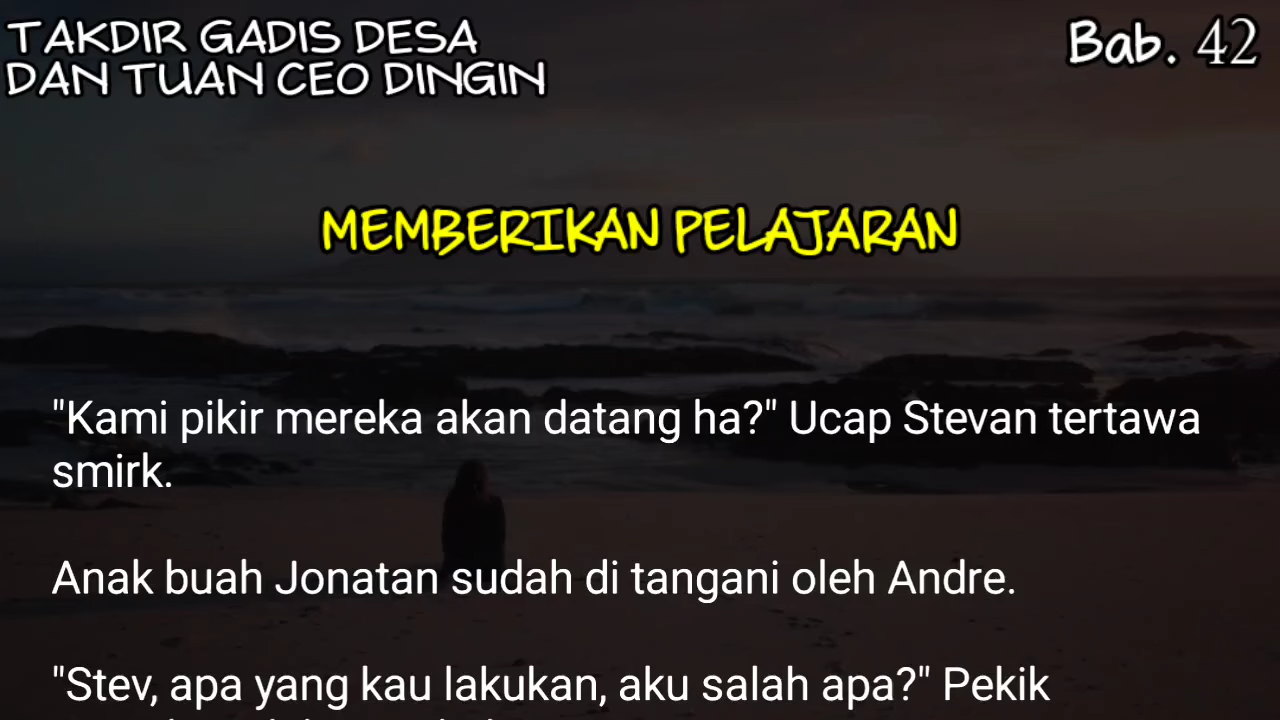 TAKDIR GADIS DESA
DAN TUAN CEO DINGIN
Bab. 42
MEMBERIKAN PELAJARAN
"Kami pikir mereka akan datang ha?" Ucap Stevan tertawa
smirk.
Anak buah Jonatan sudah di tangani oleh Andre.
"Stev, apa yang kau lakukan, aku salah apa?" Pekik